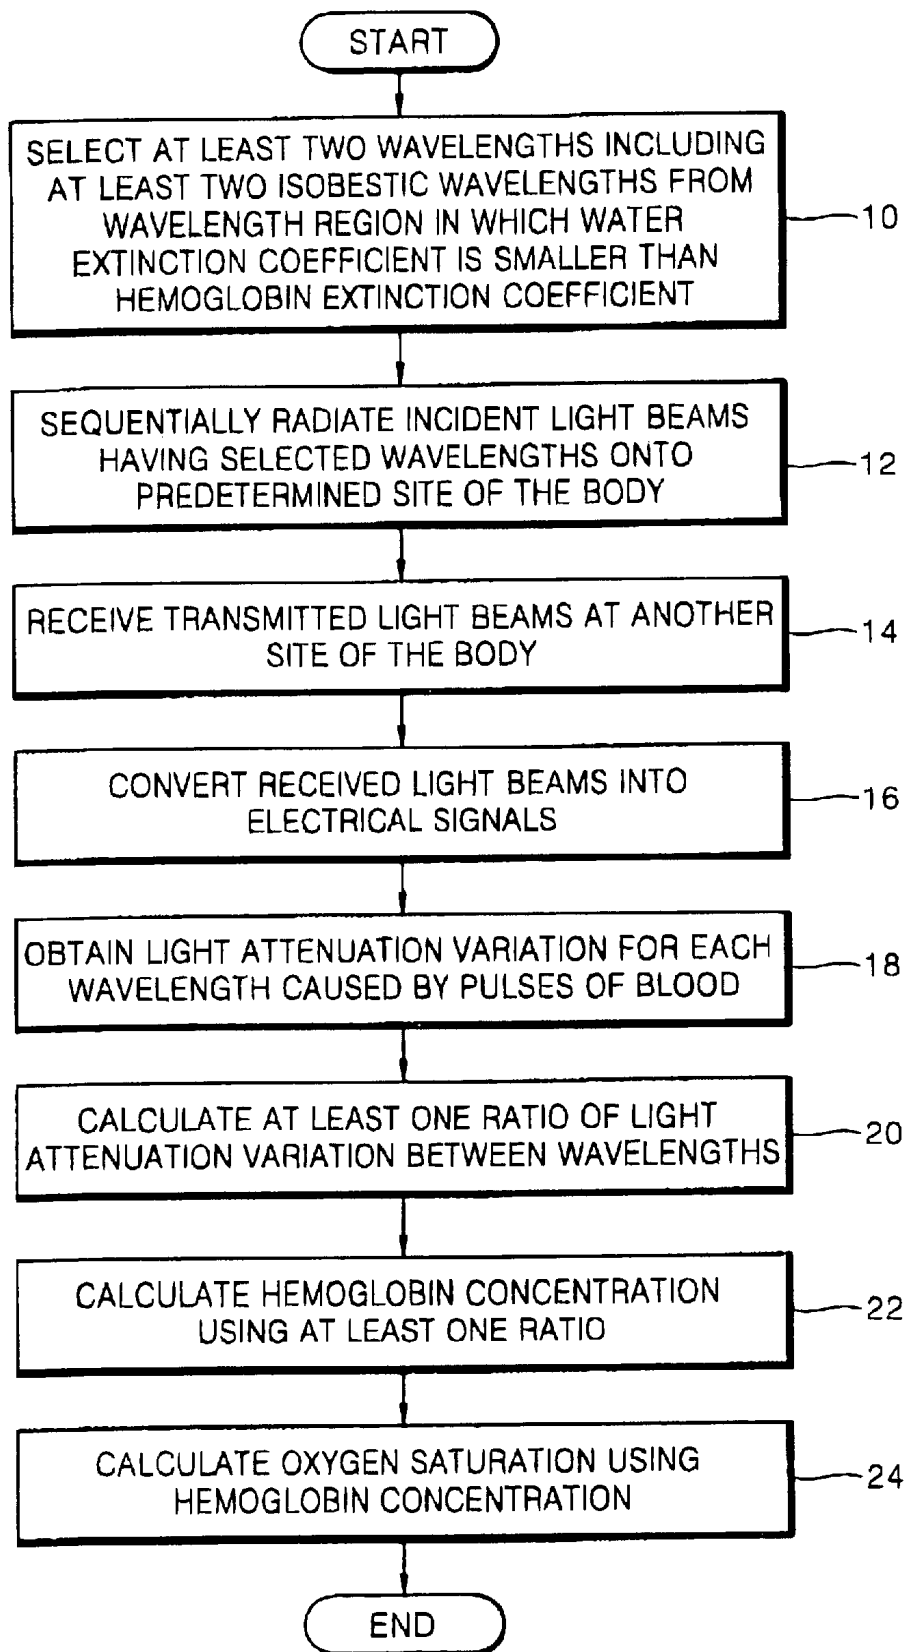 START
SELECT AT LEAST TWO WAVELENGTHS INCLUDING
AT LEAST TWO ISOBESTIC WAVELENGTHS FROM
WAVELENGTH REGION IN WHICH WATER
EXTINCTION COEFFICIENT IS SMALLER THAN
HEMOGLOBIN EXTINCTION COEFFICIENT
10
SEQUENTIALLY RADIATE INCIDENT LIGHT BEAMS
HAVING SELECTED WAVELENGTHS ONTO
PREDETERMINED SITE OF THE BODY
12
RECEIVE TRANSMITTED LIGHT BEAMS AT ANOTHER
SITE OF THE BODY
14
CONVERT RECEIVED LIGHT BEAMS INTO
ELECTRICAL SIGNALS
16
OBTAIN LIGHT ATTENUATION VARIATION FOR EACH
WAVELENGTH CAUSED BY PULSES OF BLOOD
18
CALCULATE AT LEAST ONE RATIO OF LIGHT
ATTENUATION VARIATION BETWEEN WAVELENGTHS
20
CALCULATE HEMOGLOBIN CONCENTRATION
USING AT LEAST ONE RATIO
22
CALCULATE OXYGEN SATURATION USING
HEMOGLOBIN CONCENTRATION
24
END